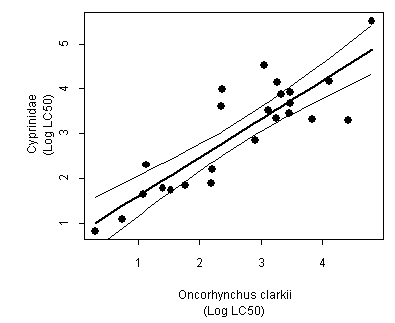 Cyprinidae
(Log LC50)
5
4
3
2
1
1 2 3 4
Oncorhynchus clarkii
(Log LC50)